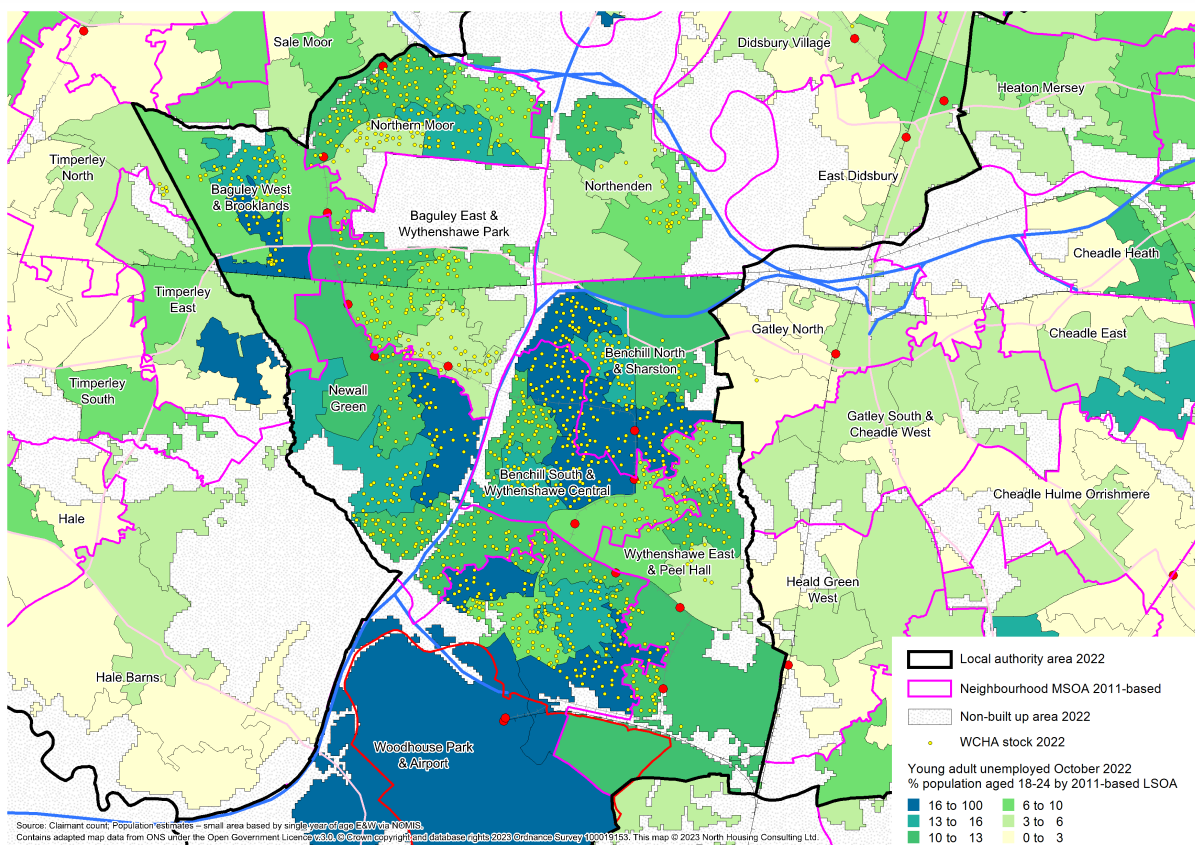 Sale Moor
Didsbury Village
Heaton Mersey
Northern Moor
Timperley
North
East Didsbury
Baguley West
& Brooklands
Northenden
Baguley East &
Wythenshawe Park
Cheadle Heath
Timperley
East
Gatley North
Cheadle East
Benchill North
& Sharston
Timperley
South
Newall
Green
Gatley South &
Cheadle West
Benchill South &
Wythenshawe Central
Cheadle Hulme Orrishmere
Hale
Wythenshawe East
& Peel Hall
Heald Green
West
Hale Barns
Woodhouse Park
& Airport
Local authority area 2022
Neighbourhood MSOA 2011-based
Non-built up area 2022
WCHA stock 2022
Young adult unemployed October 2022
% population aged 18-24 by 2011-based LSOA
16 to 100 6 to 10
13 to 16 3 to 6
10 to 13 0 to 3
Source: Claimant count; Population estimates – small area based by single year of age E&W via NOMIS.
Contains adapted map data from ONS under the Open Government Licence v.3.0. © Crown copyright and database rights 2023 Ordnance Survey 100019153. This map © 2023 North Housing Consulting Ltd.